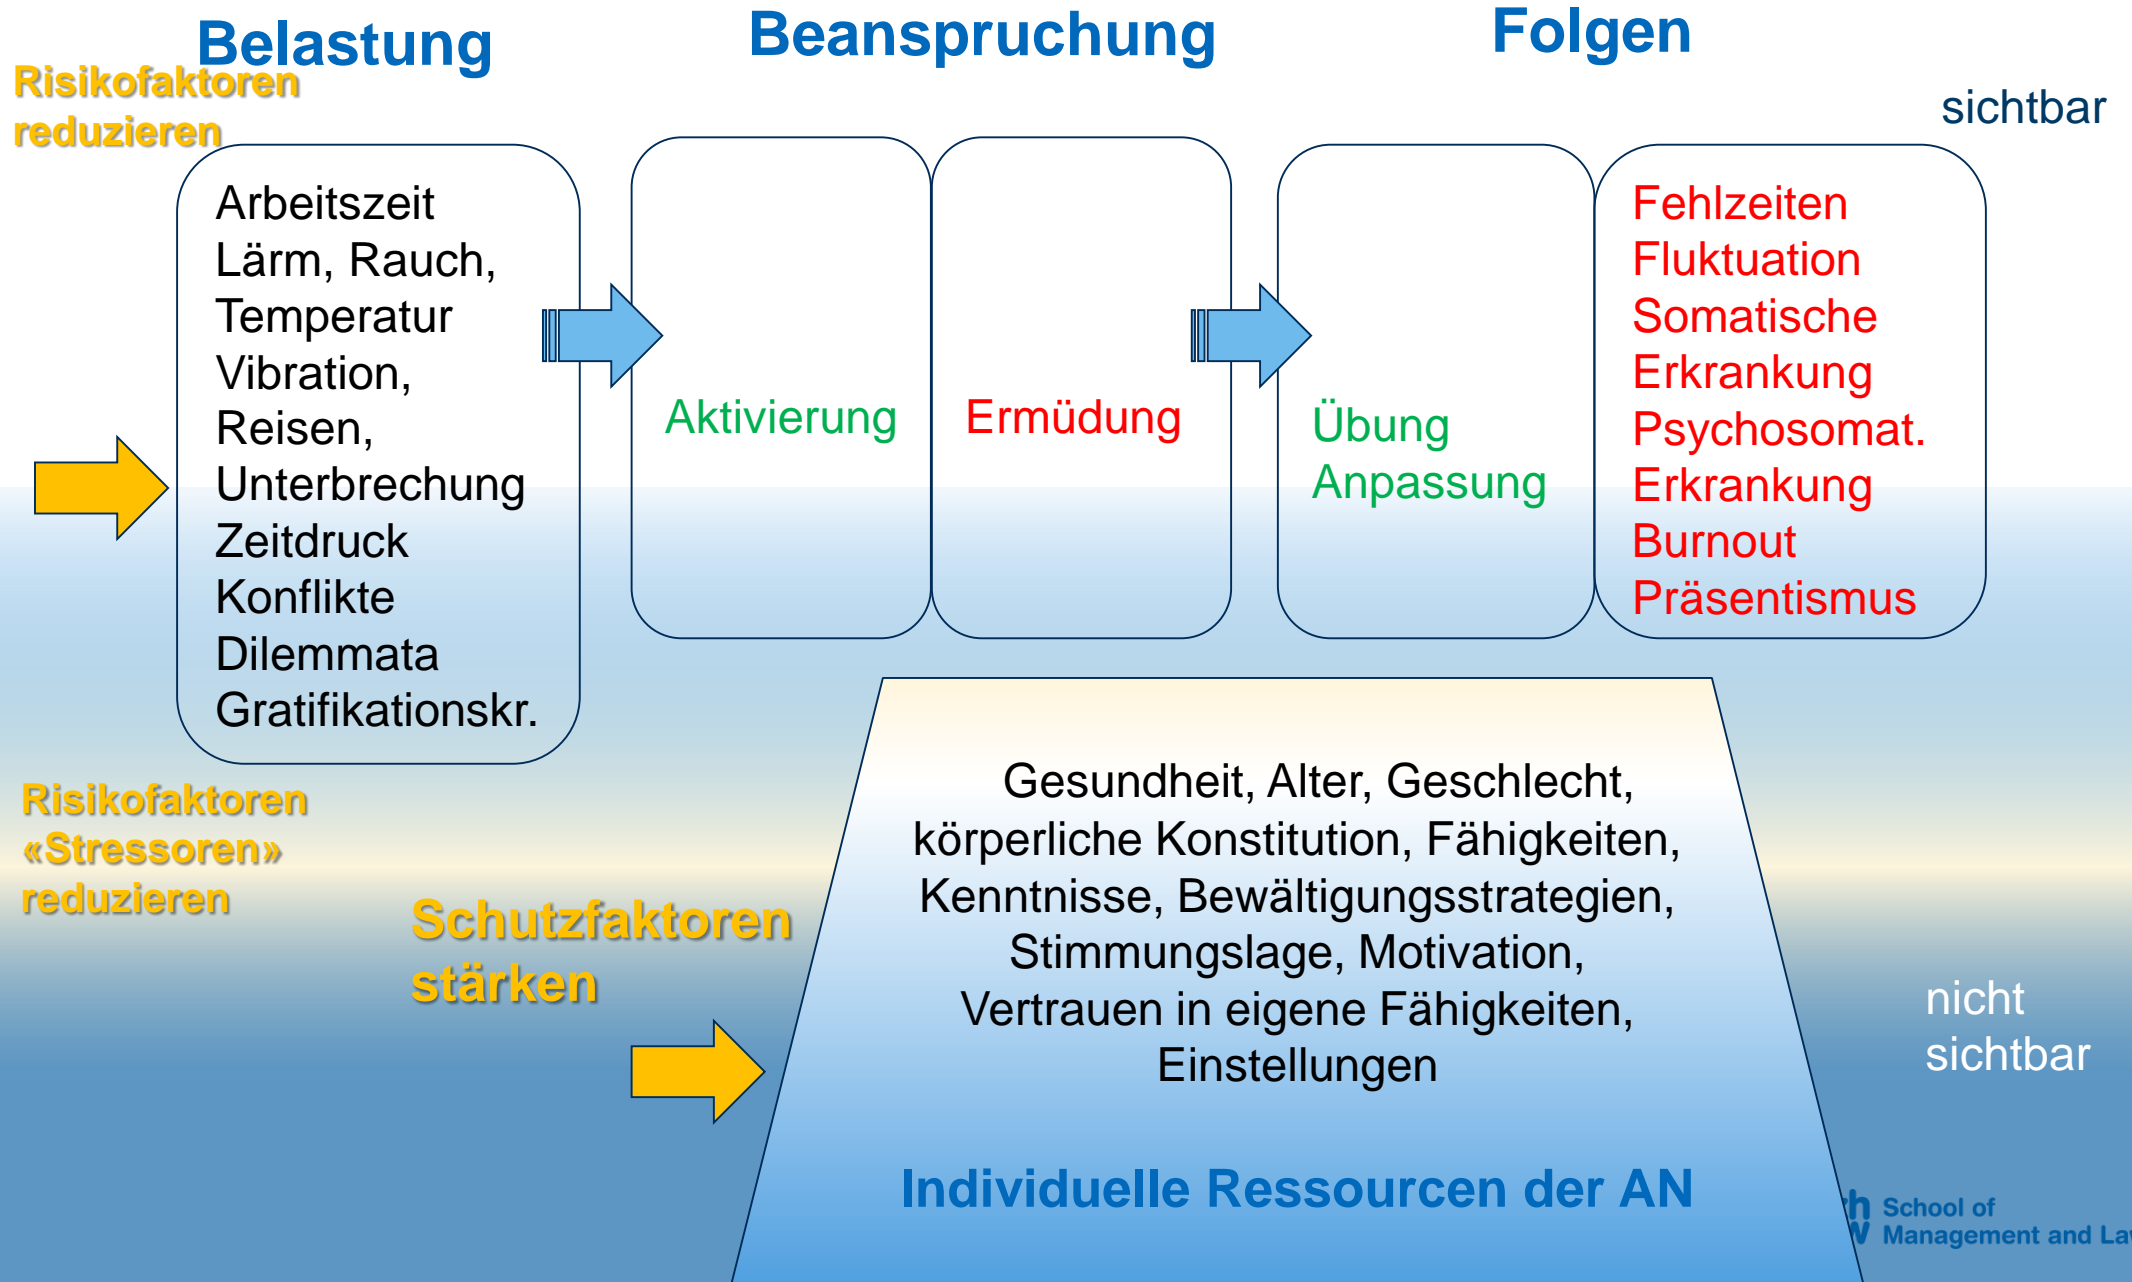 Belastung
Beanspruchung
Folgen
Risikofaktoren
reduzieren
sichtbar
Arbeitszeit
Lärm, Rauch,
Temperatur
Vibration,
Reisen,
Unterbrechung
Zeitdruck
Konflikte
Dilemmata
Gratifikationskr.
Aktivierung
Ermüdung
Übung
Anpassung
Fehlzeiten
Fluktuation
Somatische
Erkrankung
Psychosomat.
Erkrankung
Burnout
Präsentismus
Risikofaktoren
«Stressoren»
reduzieren
Schutzfaktoren
stärken
Gesundheit, Alter, Geschlecht,
körperliche Konstitution, Fähigkeiten,
Kenntnisse, Bewältigungsstrategien,
Stimmungslage, Motivation,
Vertrauen in eigene Fähigkeiten,
Einstellungen
Individuelle Ressourcen der AN
nicht
sichtbar
School of
Management and